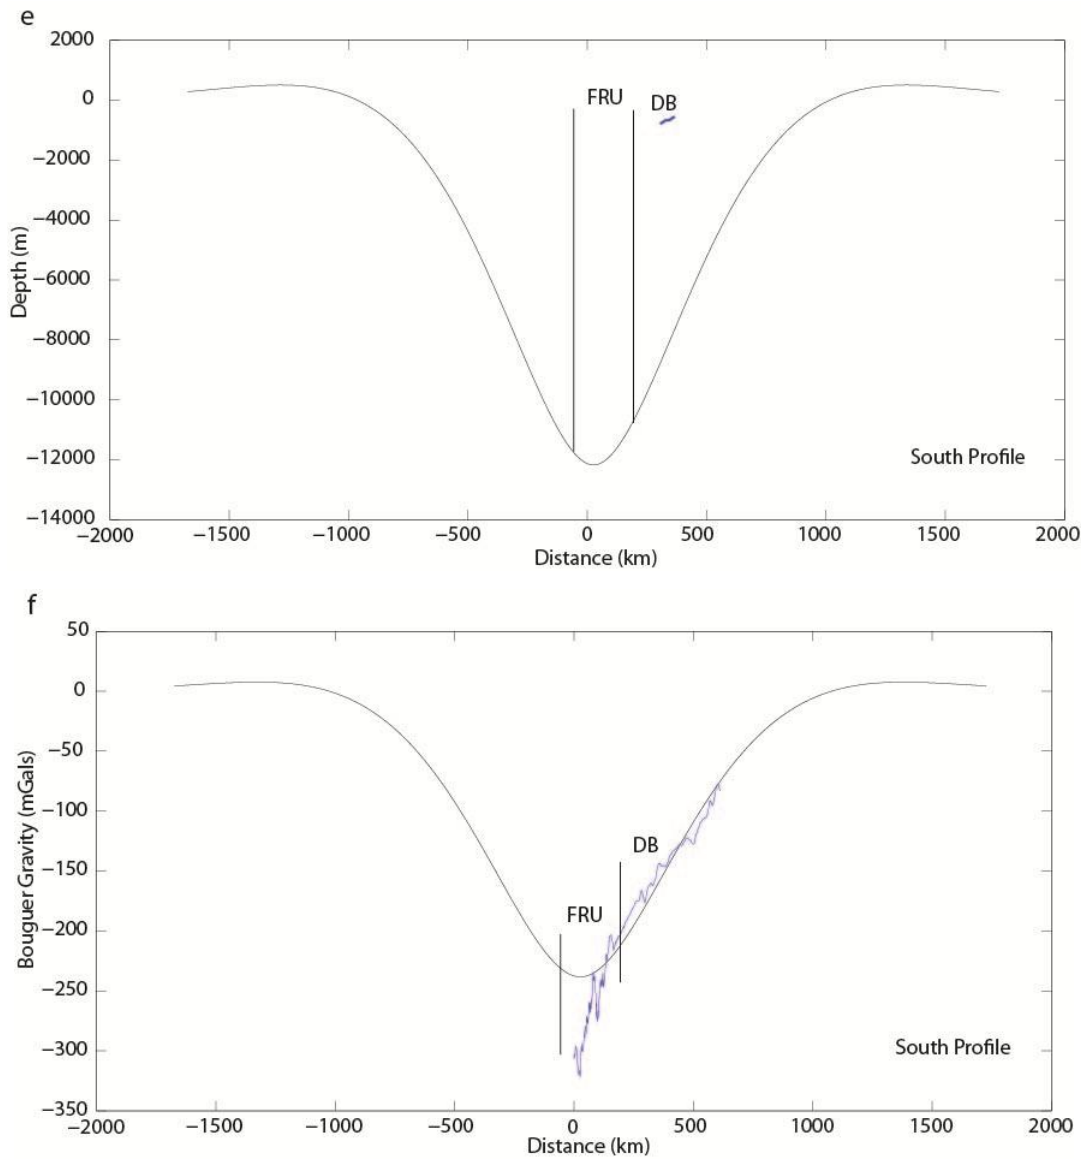 e
2000
0
−2000
−4000
−6000
−8000
−10000
−12000
−14000
Depth (m)
FRU
DB
South Profile
−2000 −1500 −1000 −500 0 500 1000 1500 2000
Distance (km)
f
50
0
−50
−100
−150
−200
−250
−300
−350
Bouguer Gravity (mGals)
DB
FRU
South Profile
−2000 −1500 −1000 −500 0 500 1000 1500 2000
Distance (km)